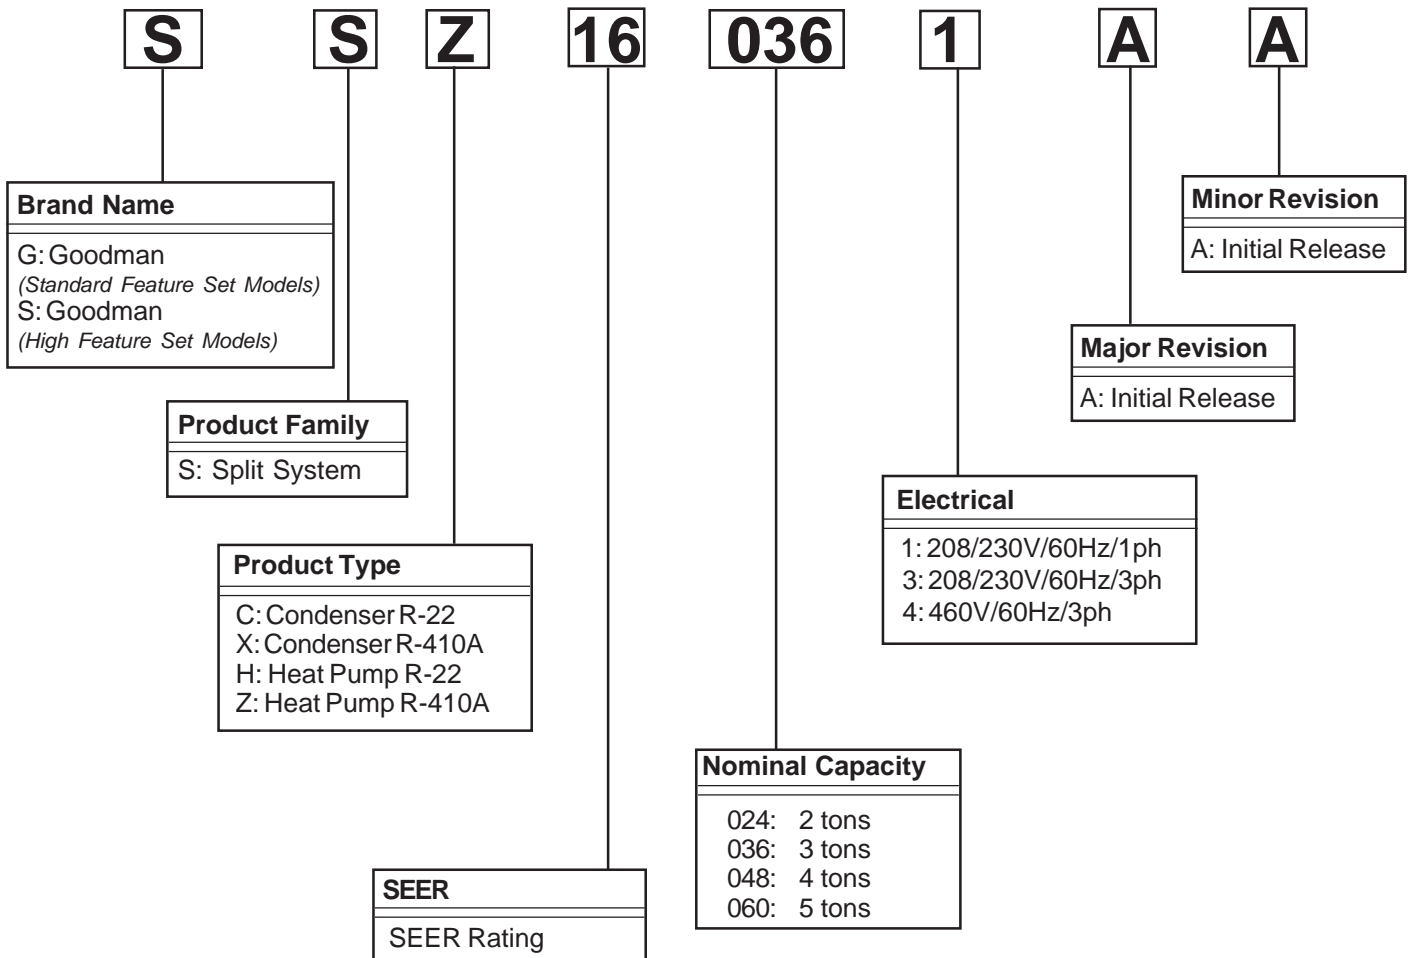 S S Z 16 036 1 A A
Brand Name
G: Goodman
(Standard Feature Set Models)
S: Goodman
(High Feature Set Models)
Product Family
S: Split System
Product Type
C: Condenser R-22
X: Condenser R-410A
H: Heat Pump R-22
Z: Heat Pump R-410A
SEER
SEER Rating
Nominal Capacity
024: 2 tons
036: 3 tons
048: 4 tons
060: 5 tons
Electrical
1: 208/230V/60Hz/1ph
3: 208/230V/60Hz/3ph
4: 460V/60Hz/3ph
Major Revision
A: Initial Release
Minor Revision
A: Initial Release